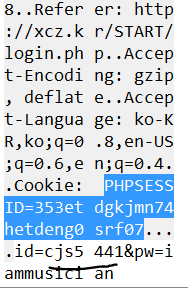 8..Refer er: http
://xcz.k r/START/
login.ph p..Accep
t-Encodi ng: gzip
, deflat e..Accep
t-Langua ge: ko-K
R,ko;q=0 .8,en-US
;q=0.6,e n;q=0.4.
.Cookie: PHPSESS
ID=353et dgkjmn74
hetdeng0 srf07...
.id=cjs5 441&pw=i
ammusici an